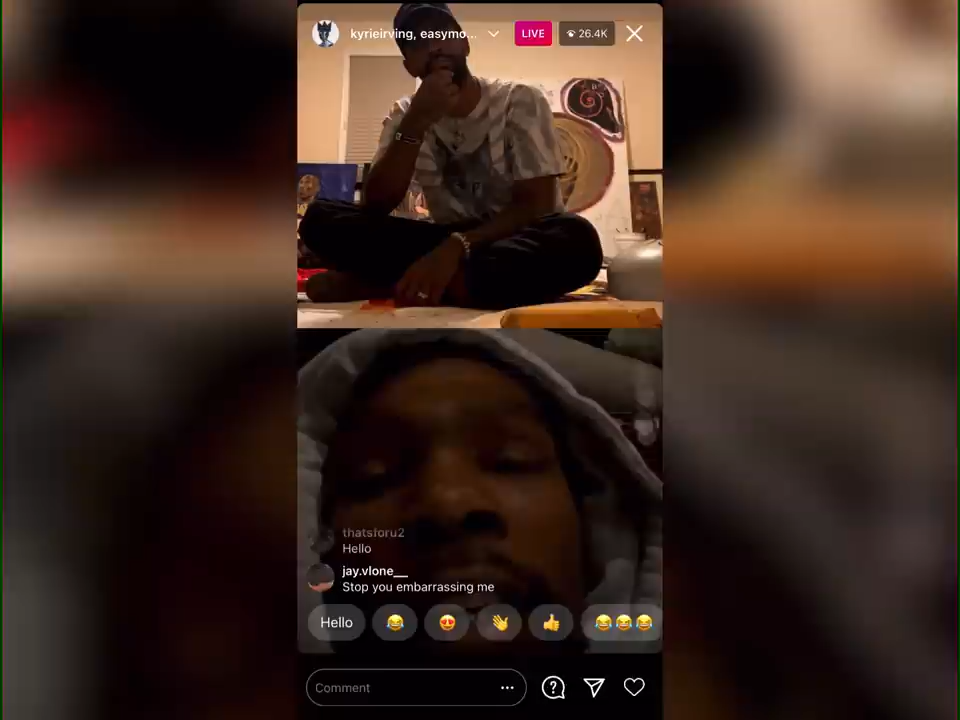 kyrieirving, easymo...
LIVE
26.4K
thatsforu2
Hello
jay.vlone__
Stop you embarrassing me
Hello
Comment